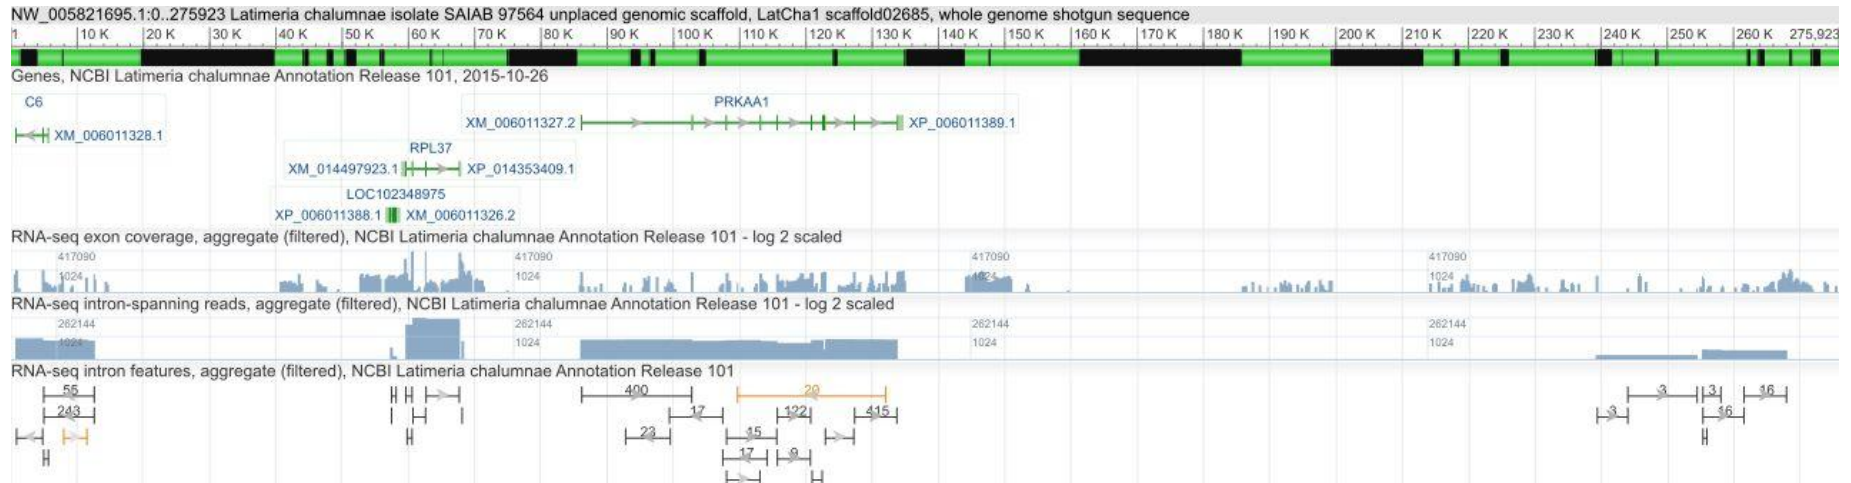 NW_005821695.1:0..275923 Latimeria chalumnae isolate SAIAB 97564 unplaced genomic scaffold, LatCha1 scaffold02685, whole genome shotgun sequence
1 10 K 20 K 30 K 40 K 50 K 60 K 70 K 80 K 90 K 100 K 110 K 120 K 130 K 140 K 150 K 160 K 170 K 180 K 190 K 200 K 210 K 220 K 230 K 240 K 250 K 260 K 275,923
Genes, NCBI Latimeria chalumnae Annotation Release 101, 2015-10-26
C6 PRKAA1
XM_006011327.2 XP_006011389.1
XM_006011328.1
RPL37
XM_014497923.1 XP_014353409.1
LOC102348975
XP_006011388.1 XM_006011326.2
RNA-seq exon coverage, aggregate (filtered), NCBI Latimeria chalumnae Annotation Release 101 - log 2 scaled
417090 417090 417090 417090
1024 1024 1024 1024
RNA-seq intron-spanning reads, aggregate (filtered), NCBI Latimeria chalumnae Annotation Release 101 - log 2 scaled
262144 262144 262144 262144
1024 1024 1024 1024
RNA-seq intron features, aggregate (filtered), NCBI Latimeria chalumnae Annotation Release 101
55 400 20 3 3 16
243 17 122 415 3 16
23 15
17 9